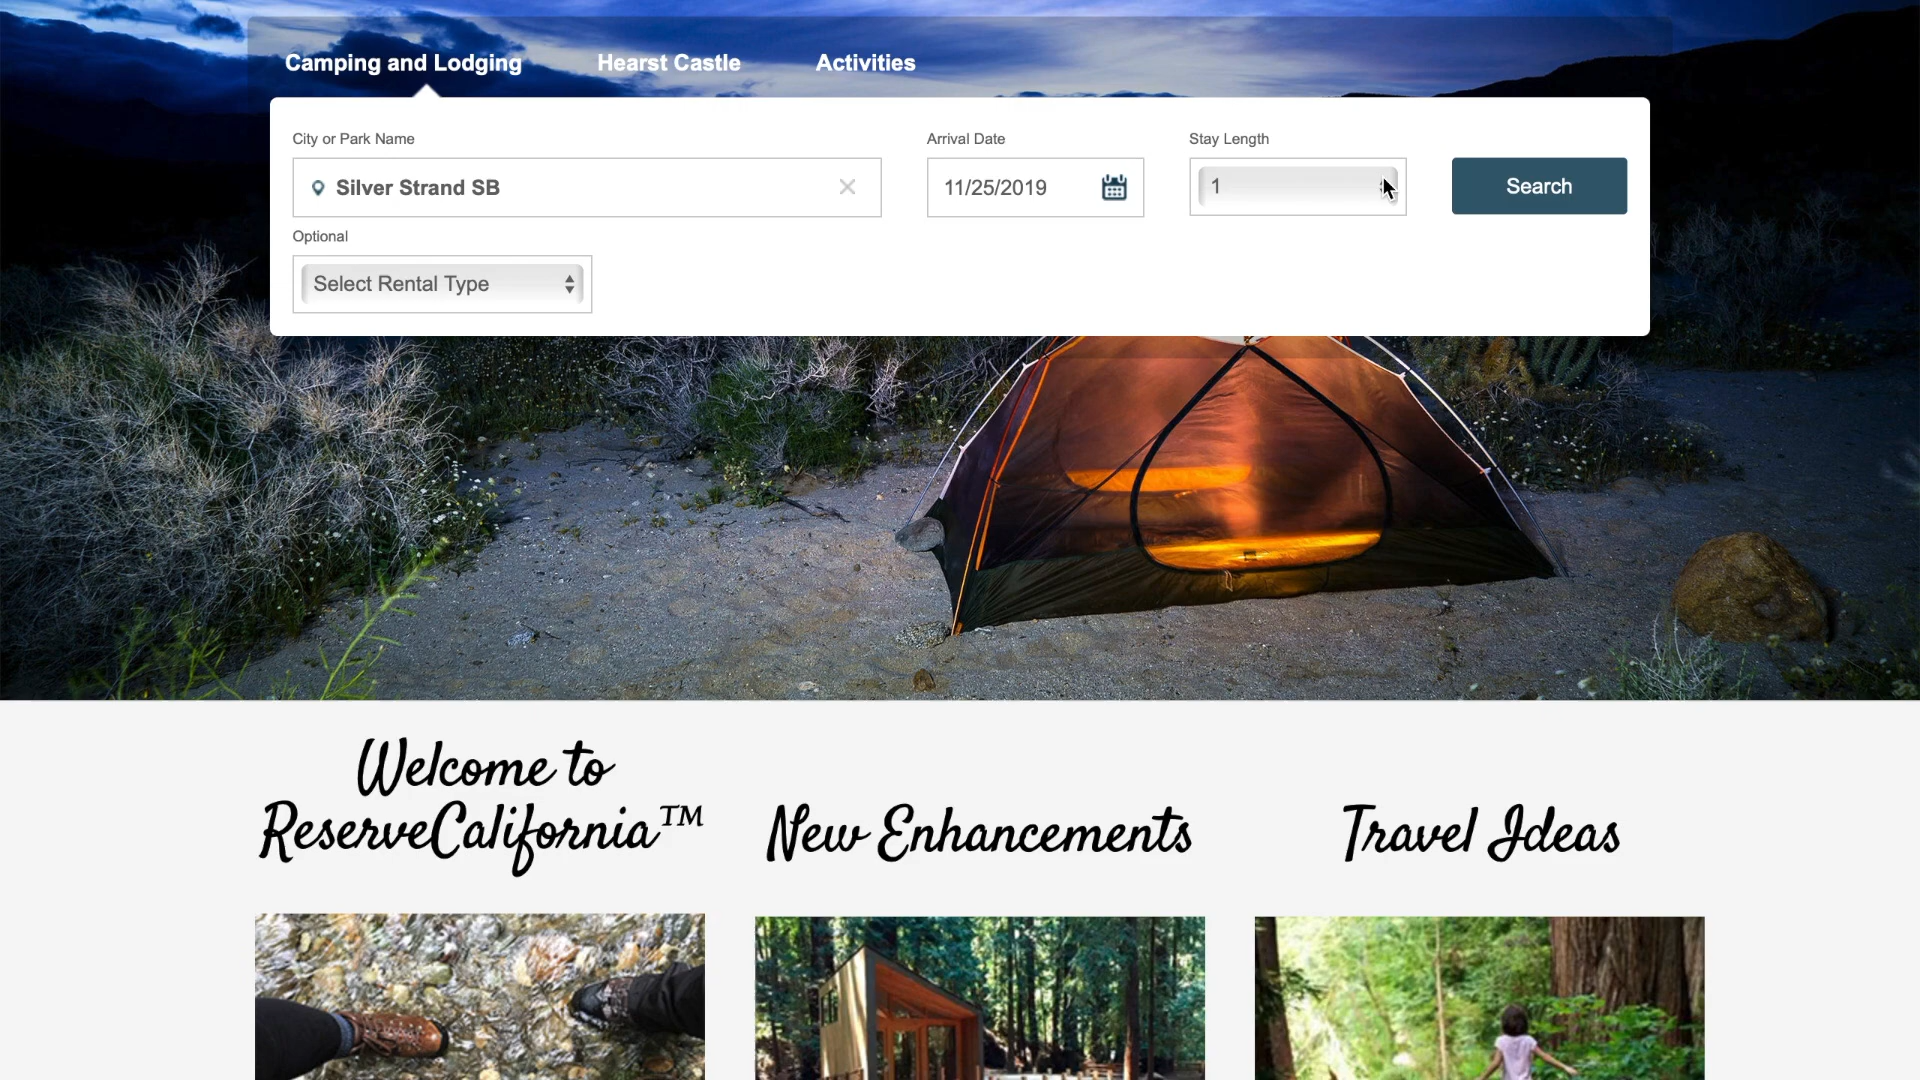 Camping and Lodging Hearst Castle Activities
City or Park Name Arrival Date Stay Length
Silver Strand SB 11/25/2019 1 Search
Optional
Select Rental Type
Welcome to
ReserveCalifornia™
New Enhancements
Travel Ideas